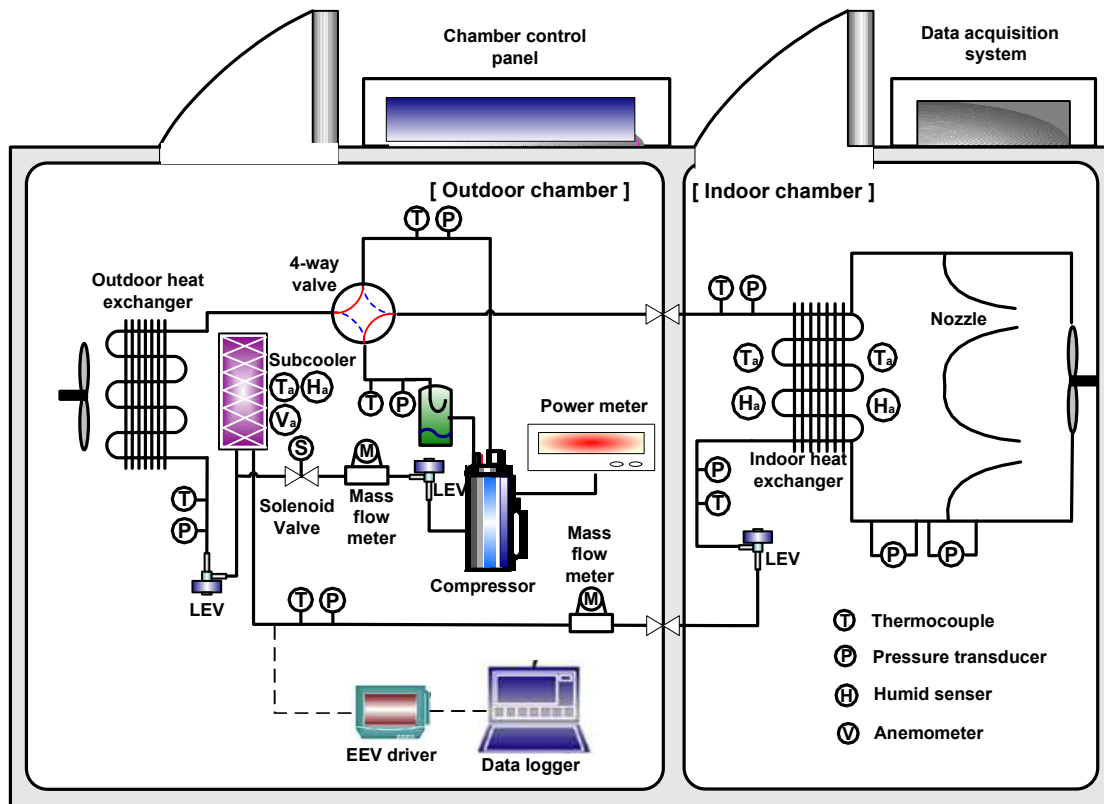 Chamber control
panel
Data acquisition
system
[ Outdoor chamber ]
[ Indoor chamber ]
T P
4-way
valve
Outdoor heat
exchanger
T P
Nozzle
Subcooler
Ta Ha
Va
T P
Ta Ta
Ha Ha
Power meter
S
M
LEV
Solenoid
Valve
Mass
flow
meter
Indoor heat
exchanger
P
T
T
P
LEV
Compressor
Mass
flow
meter
M
LEV
P P
T P
T Thermocouple
P Pressure transducer
H Humid senser
V Anemometer
EEV driver
Data logger